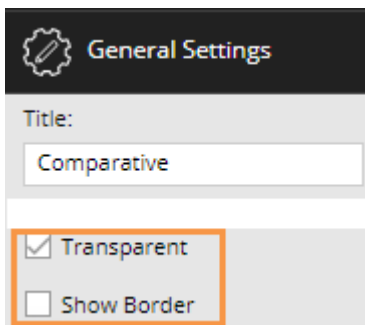 General Settings
Title:
Comparative
Transparent
Show Border